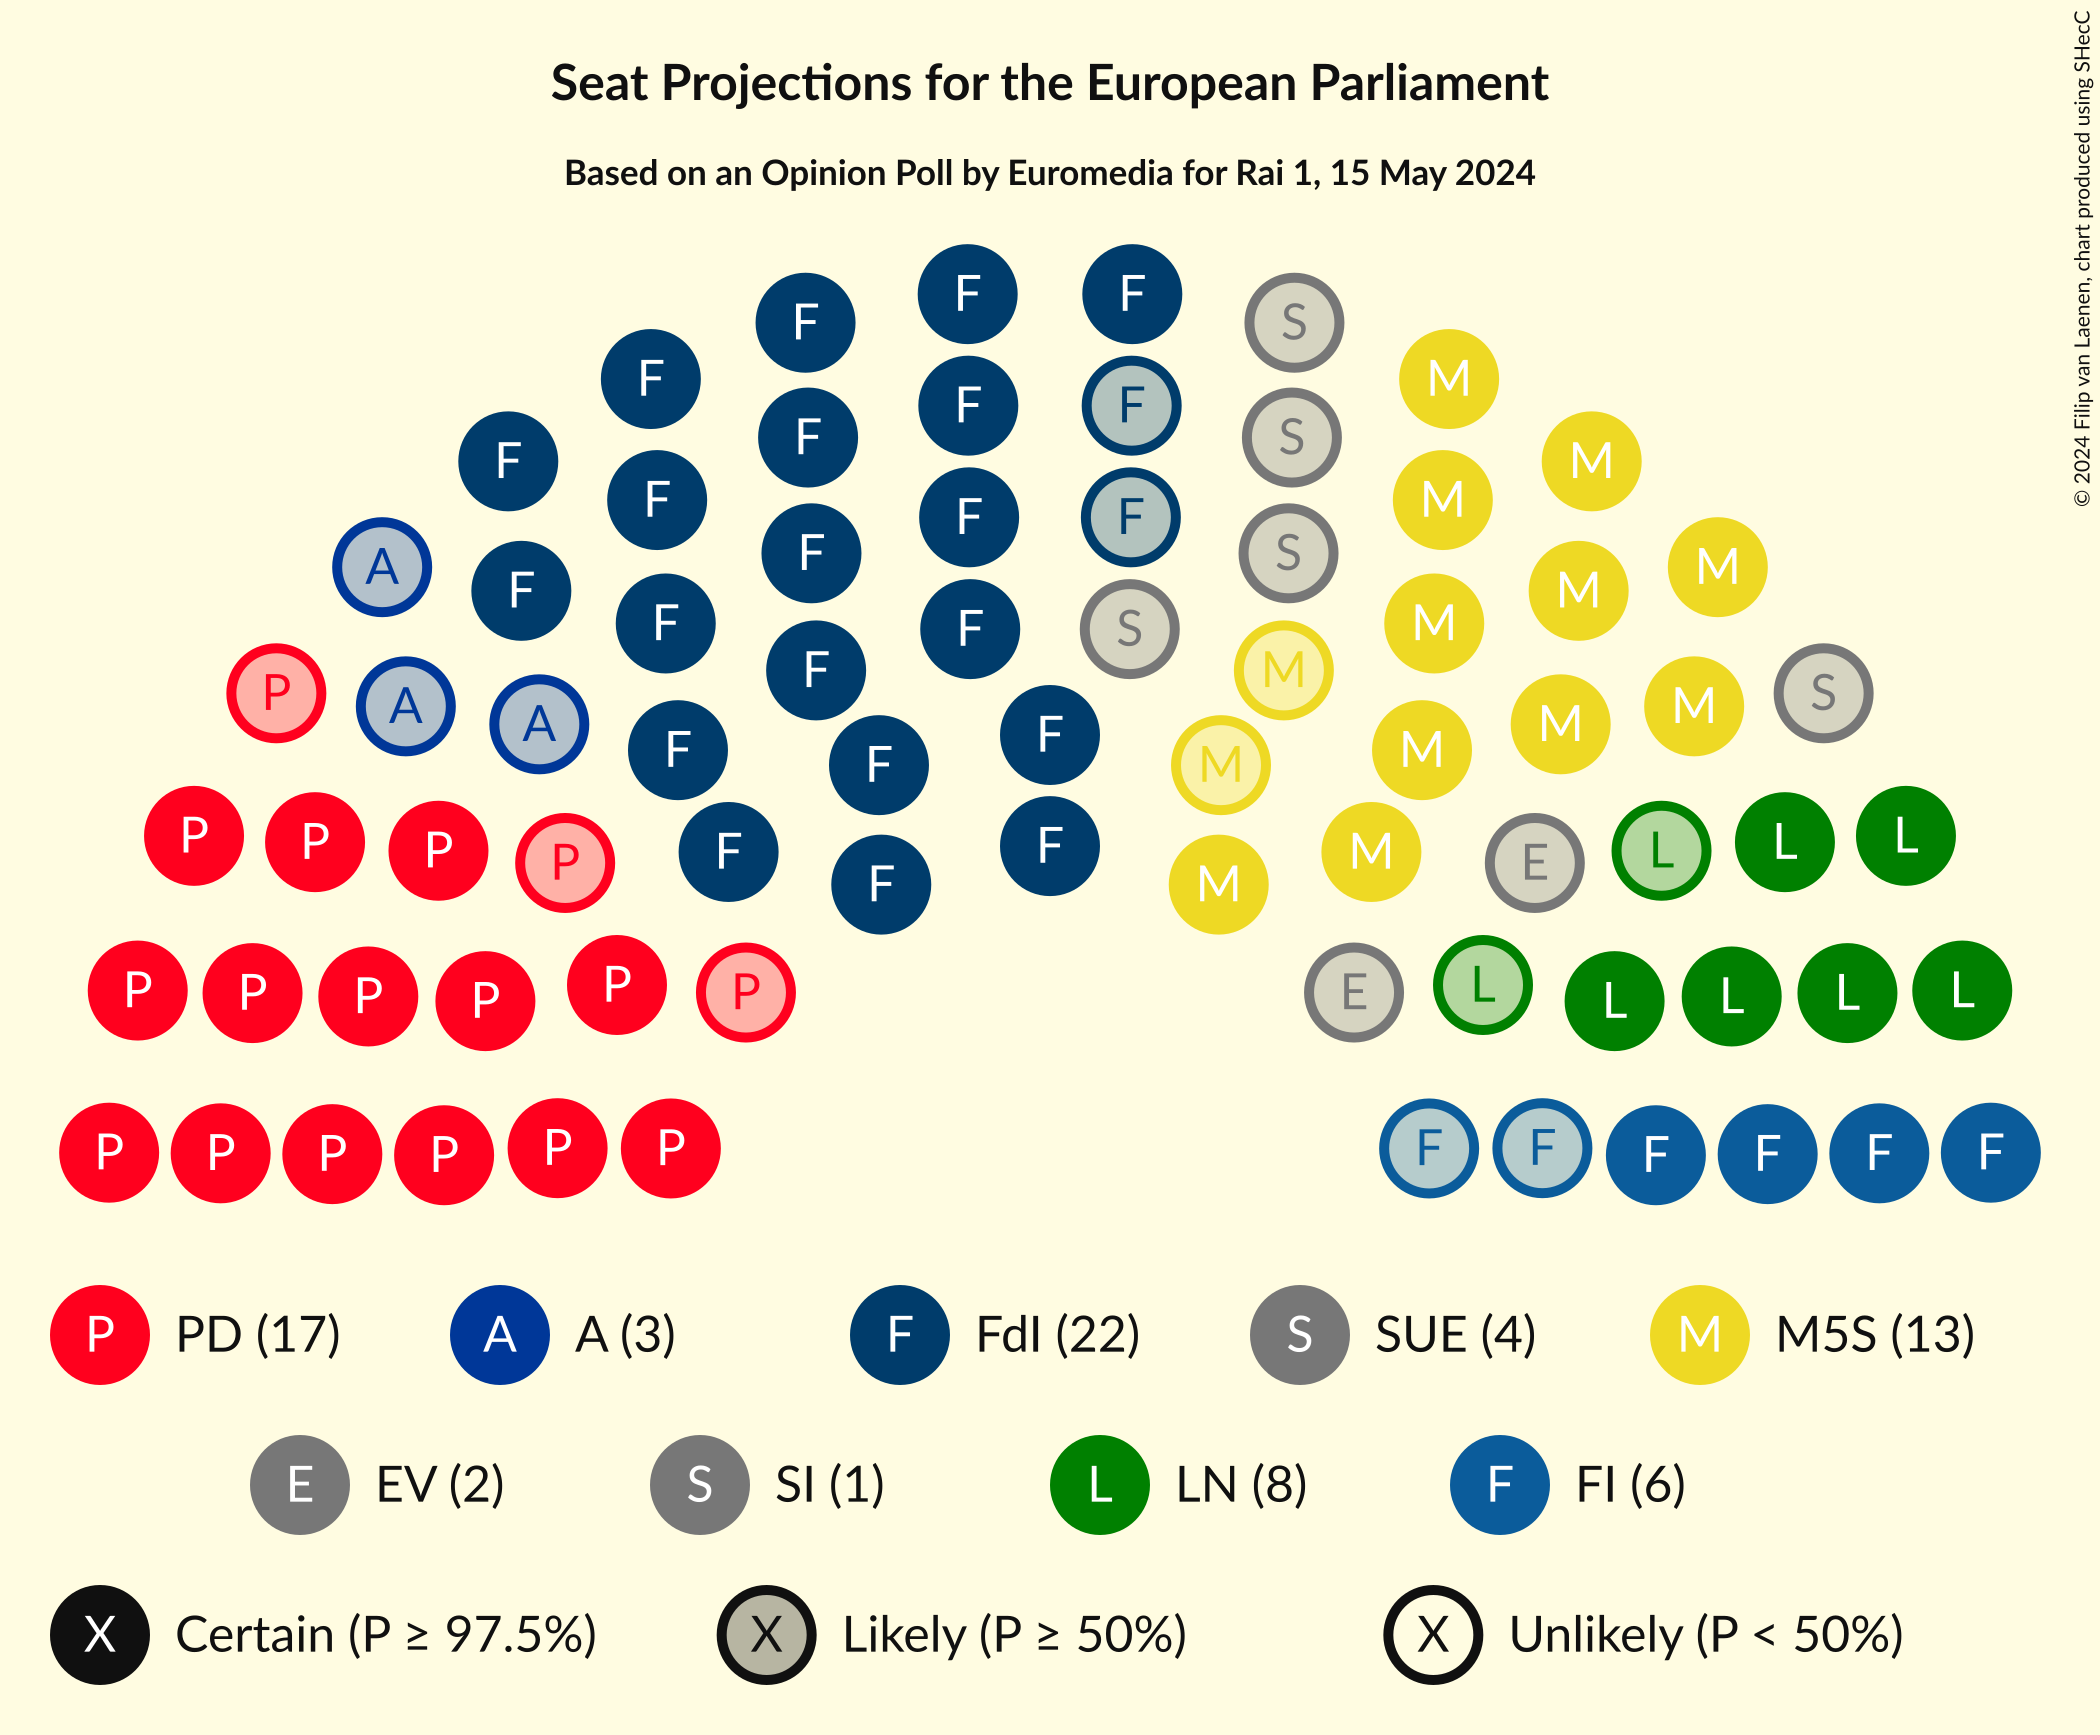 Seat Projections for the European Parliament
Based on an Opinion Poll by Euromedia for Rai 1, 15 May 2024
© 2024 Filip van Laenen, chart produced using SHecC
F F
F S
F M
F F
F S
F M
F M
F F
F S
F M
A M
F M
F M
F S
F M
P S
A M
A F M
F M
F M
P L
P L
P L
P E
F M
F M
F
P L
P L
P L
P L
P L
P E
P P P P P P F F F F F F
P PD (17) A A (3) F FdI (22) S SUE (4) M M5S (13)
E EV (2) S SI (1) L LN (8) F FI (6)
X Certain (P ≥ 97.5%) X Likely (P ≥ 50%) X Unlikely (P < 50%)